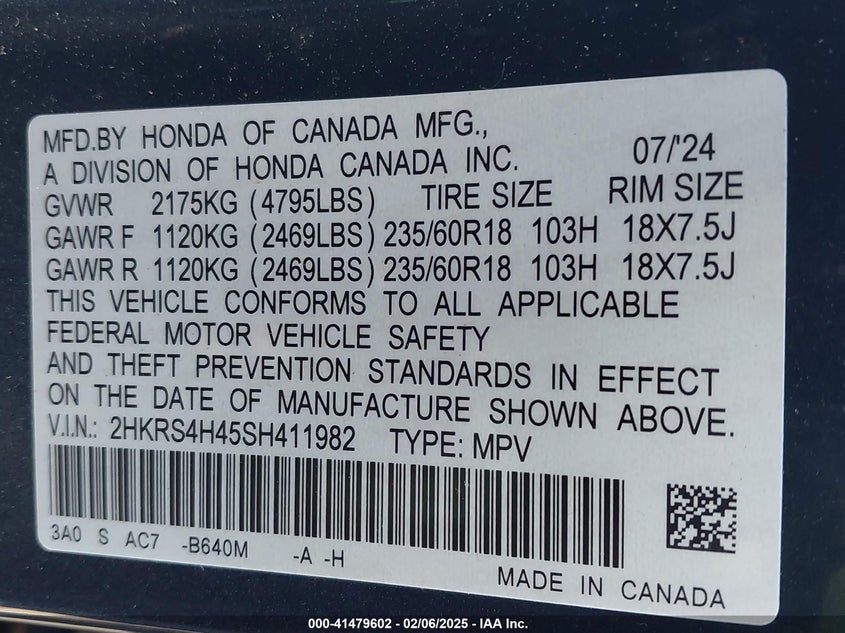 MFD.BY HONDA OF CANADA MFG.,
A DIVISION OF HONDA CANADA INC. 07/'24
GVWR 2175KG (4795LBS) TIRE SIZE RIM SIZE
GAWR F 1120KG (2469LBS) 235/60R18 103H 18X7.5J
GAWR R 1120KG (2469LBS) 235/60R18 103H 18X7.5J
THIS VEHICLE CONFORMS TO ALL APPLICABLE
FEDERAL MOTOR VEHICLE SAFETY
AND THEFT PREVENTION STANDARDS IN EFFECT
ON THE DATE OF MANUFACTURE SHOWN ABOVE.
V.I.N.: 2HKRS4H45SH411982 TYPE: MPV
3A0 S AC7 -B640M -A -H
MADE IN CANADA
000-41479602 - 02/06/2025 - IAA Inc.